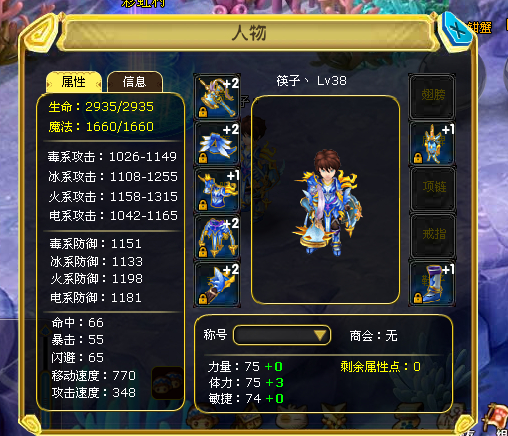 彩虹村
人物
钳蟹
属性 信息
筷子丶 Lv38
生命：2935/2935
魔法：1660/1660
毒系攻击：1026-1149
冰系攻击：1108-1255
火系攻击：1158-1315
电系攻击：1042-1165
毒系防御：1151
冰系防御：1133
火系防御：1198
电系防御：1181
命中：66
暴击：55
闪避：65
移动速度：770
攻击速度：348
+2
+2
+1
+2
+2
翅膀
+1
项链
戒指
+1
称号
商会：无
力量：75 +0
剩余属性点：0
体力：75 +3
敏捷：74 +0